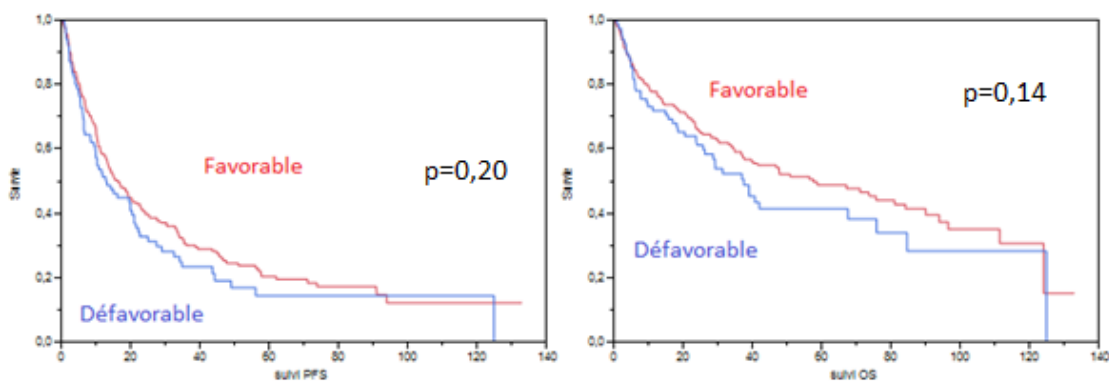 1,0
0,8
0,6
0,4
0,2
0,0
Survie
Favorable
p=0,20
Défavorable
0 20 40 60 80 100 120 140
suivi PFS
1,0
0,8
0,6
0,4
0,2
0,0
Survie
Favorable
p=0,14
Défavorable
0 20 40 60 80 100 120 140
suivi OS